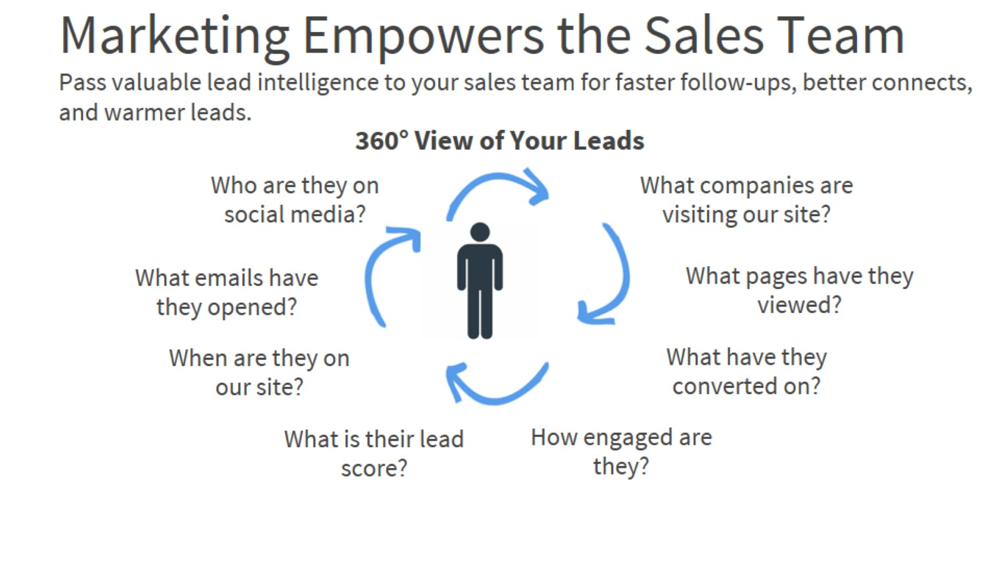 Marketing Empowers the Sales Team
Pass valuable lead intelligence to your sales team for faster follow-ups, better connects,
and warmer leads.
360° View of Your Leads
Who are they on
social media?
What companies are
visiting our site?
What emails have
they opened?
What pages have they
viewed?
When are they on
our site?
What have they
converted on?
What is their lead
score?
How engaged are
they?